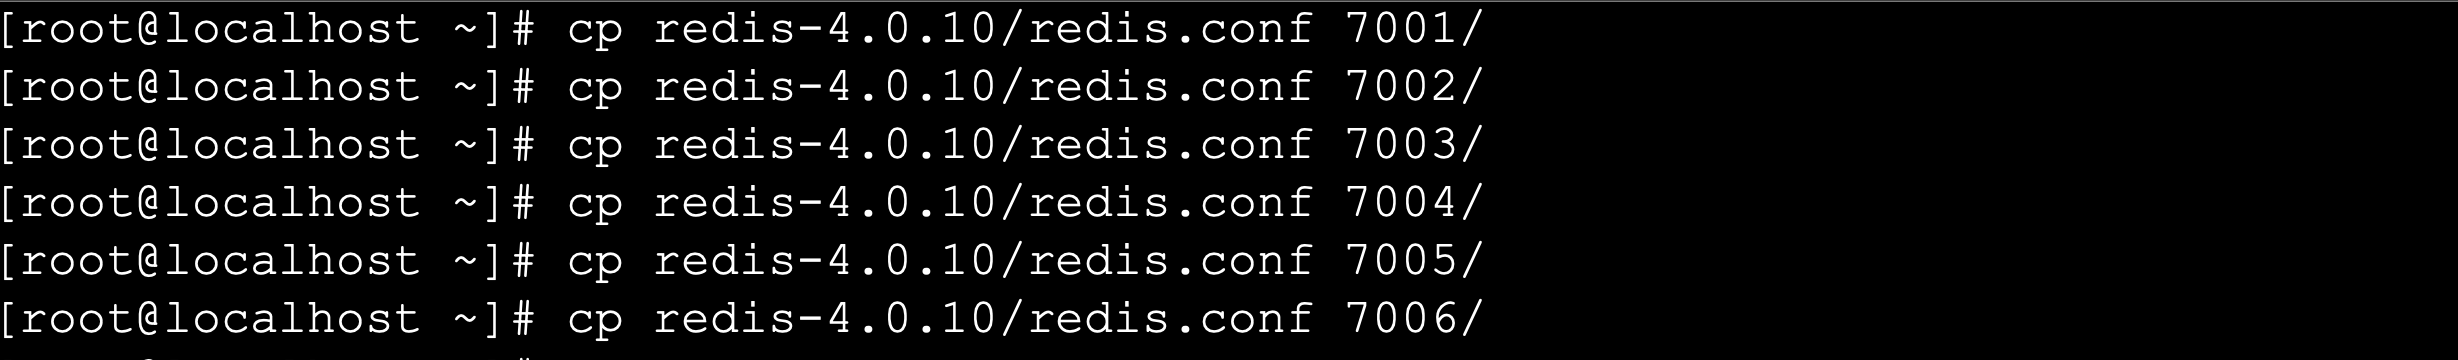 [root@localhost ~]# cp redis-4.0.10/redis.conf 7001/
[root@localhost ~]# cp redis-4.0.10/redis.conf 7002/
[root@localhost ~]# cp redis-4.0.10/redis.conf 7003/
[root@localhost ~]# cp redis-4.0.10/redis.conf 7004/
[root@localhost ~]# cp redis-4.0.10/redis.conf 7005/
[root@localhost ~]# cp redis-4.0.10/redis.conf 7006/